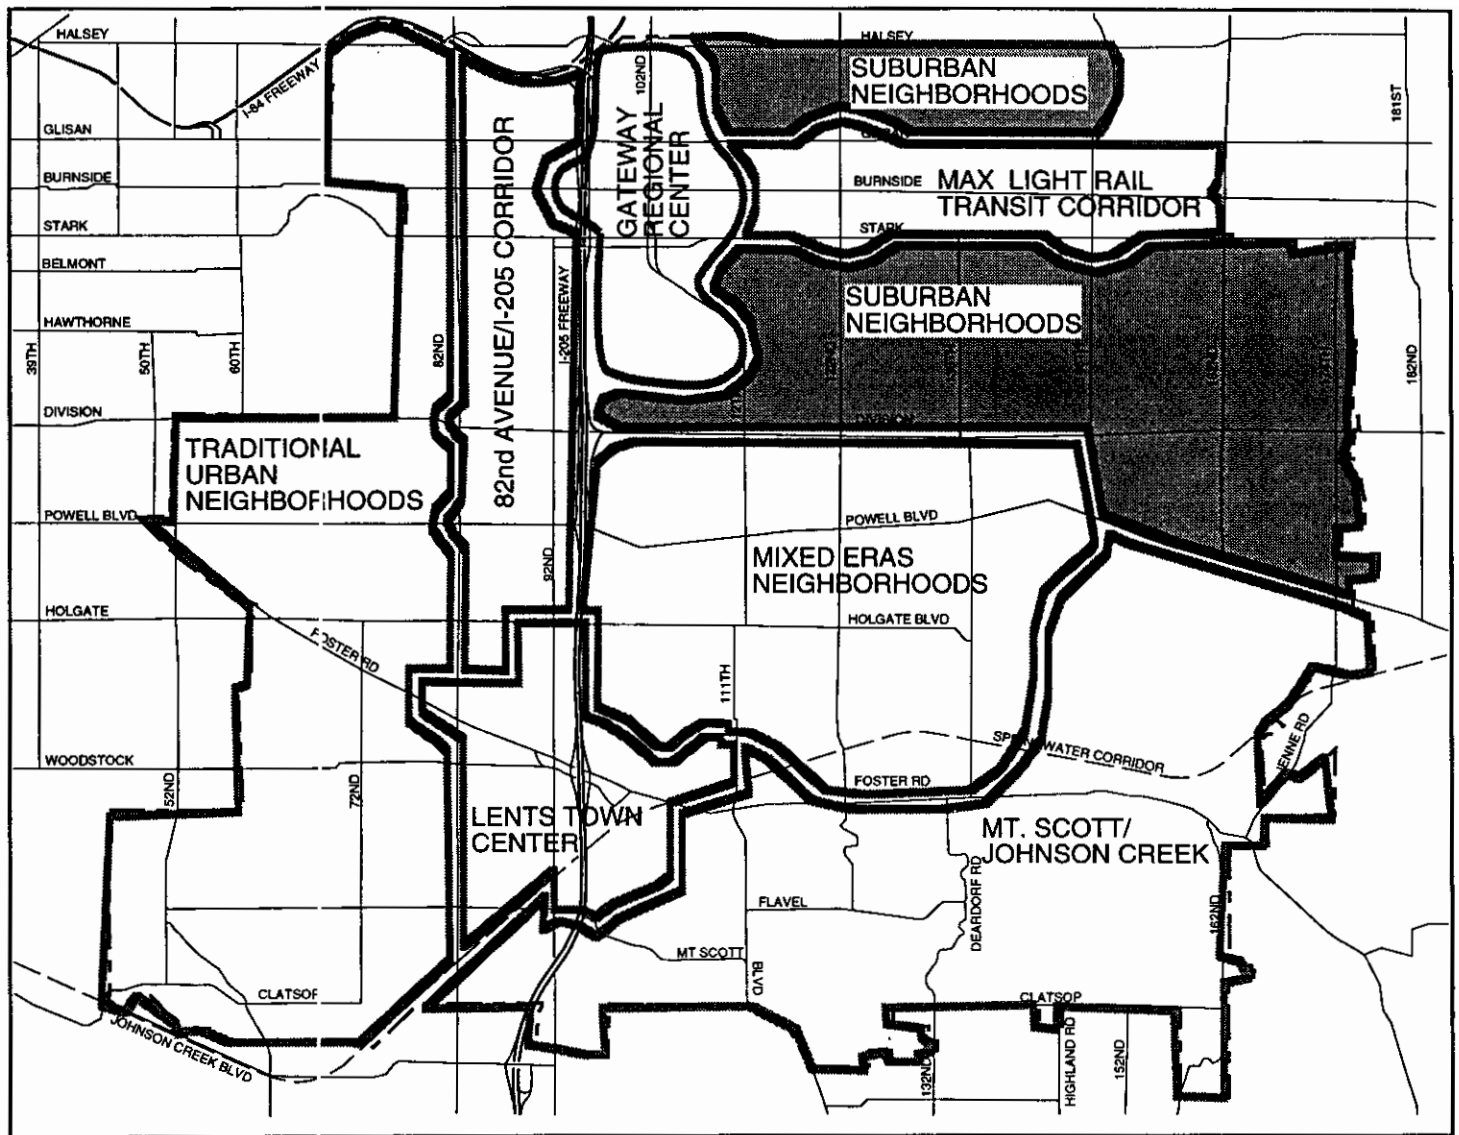 HALSEY
HALSEY
102ND
I-84 FREEWAY
SUBURBAN
NEIGHBORHOODS
181ST
GLISAN
82nd AVENUE/I-205 CORRIDOR
GATEWAY
REGIONAL
CENTER
BURNSIDE
BURNSIDE
MAX LIGHT RAIL
TRANSIT CORRIDOR
STARK
STARK
BELMONT
I-205 FREEWAY
SUBURBAN
NEIGHBORHOODS
HAWTHORNE
39TH
50TH
60TH
82ND
182ND
DIVISION
DIVISION
TRADITIONAL
URBAN
NEIGHBORHOODS
POWELL BLVD
POWELL BLVD
92ND
MIXED ERAS
NEIGHBORHOODS
HOLGATE
HOLGATE BLVD
FOSTER RD
111TH
SPRINGWATER CORRIDOR
JENNE RD
WOODSTOCK
52ND
72ND
FOSTER RD
LENTS TOWN
CENTER
MT. SCOTT/
JOHNSON CREEK
DEARDORF RD
FLAVEL
162ND
MT SCOTT
BLVD
CLATSOP
CLATSOP
JOHNSON CREEK BLVD
132ND
HIGHLAND RD
152ND